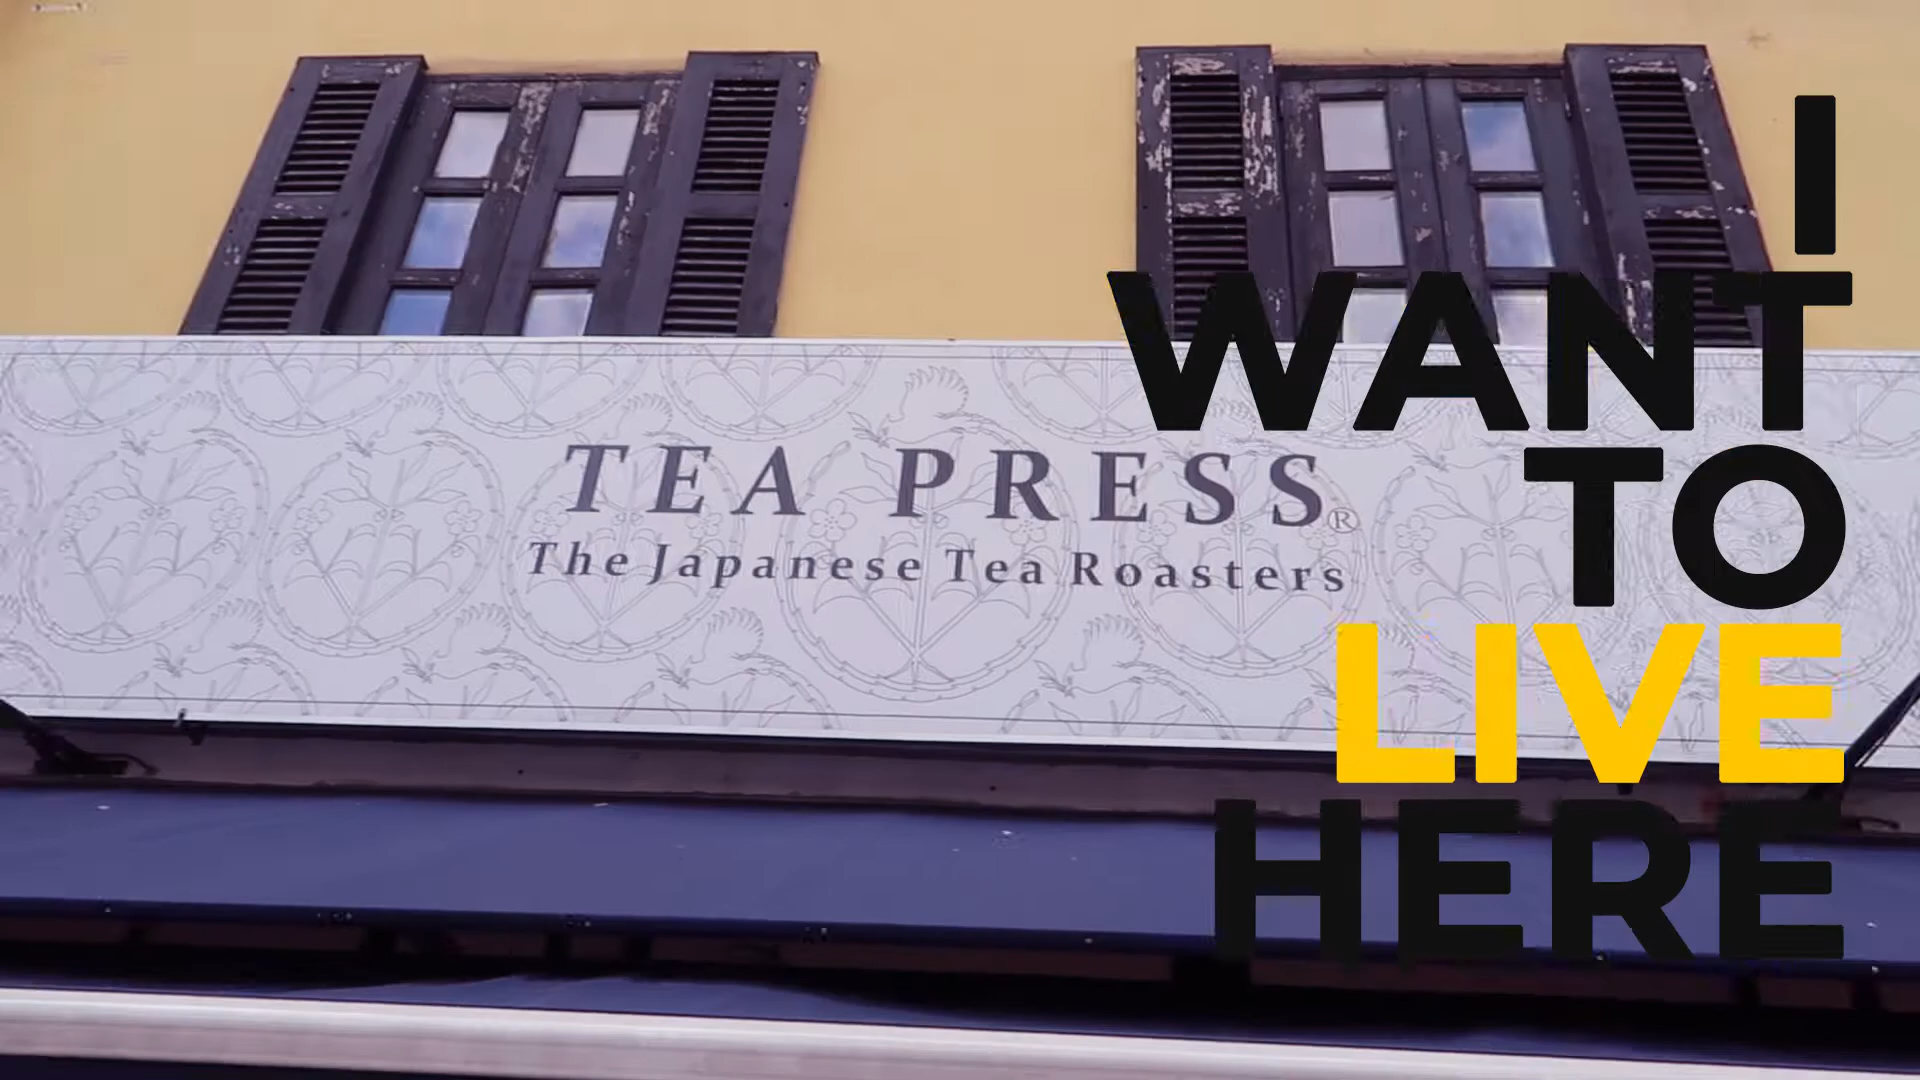 TEA PRESS®
The Japanese Tea Roasters
I
WANT
TO
LIVE
HERE